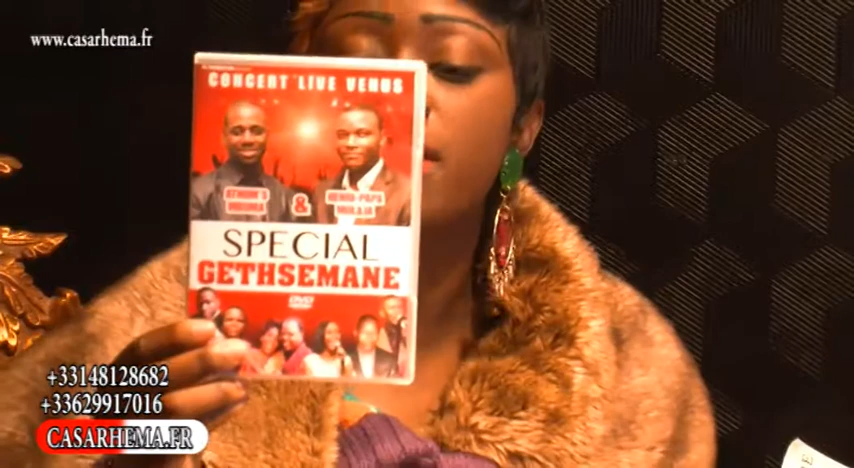 www.casarhema.fr
CONCERT LIVE VENUS
&
SPECIAL
GETHSEMANE
DVD
+33148128682
+33629917016
CASARHEMA.FR